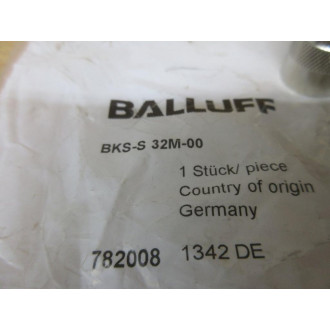 BALLUFF
BKS-S 32M-00
1 Stück/ piece
Country of origin
Germany
782008 1342 DE